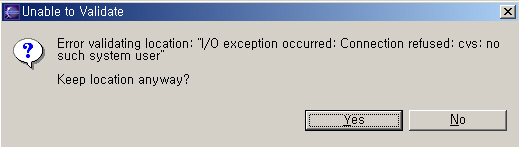 Unable to Validate
Error validating location: "I/O exception occurred: Connection refused: cvs: no
such system user"
Keep location anyway?
Yes
No